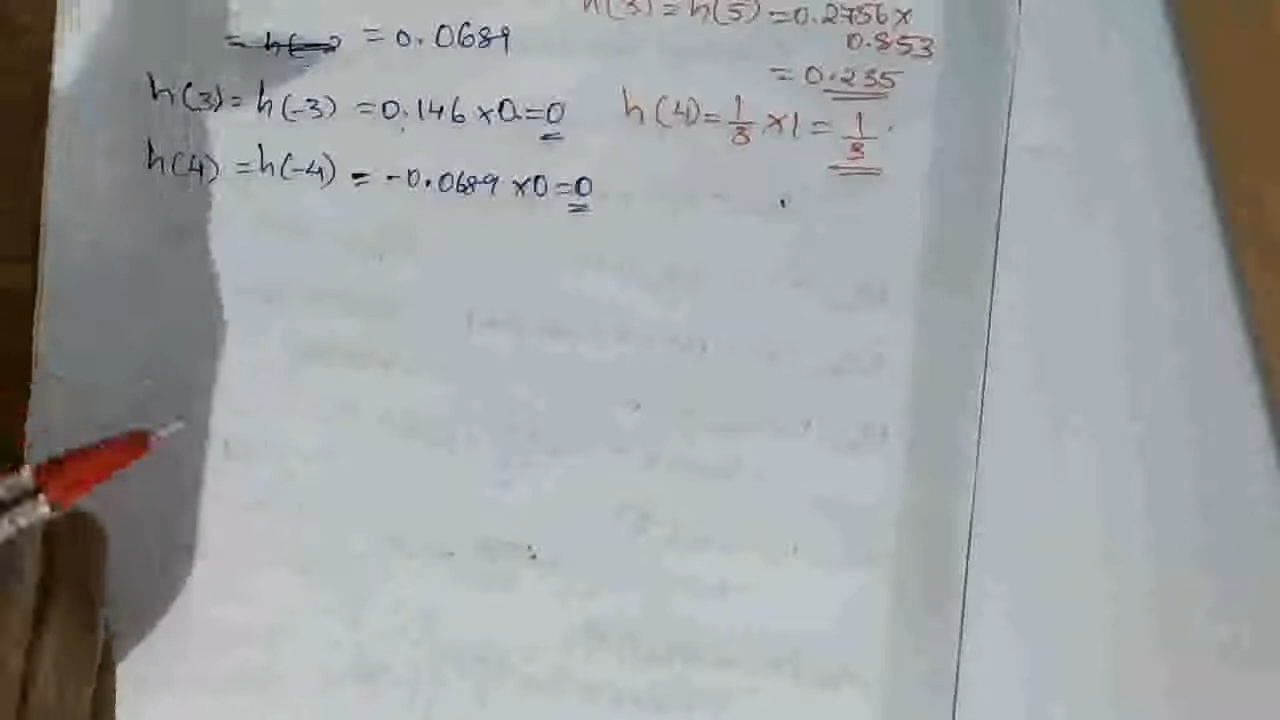 = 0.0689
h(3) = h(-3) = 0.146 x 0 = 0
h(4) = h(-4) = -0.0689 x 0 = 0
h(3) = h(5) = 0.2756 x
0.853
= 0.235
h(4) = 1/3 x 1 = 1/3